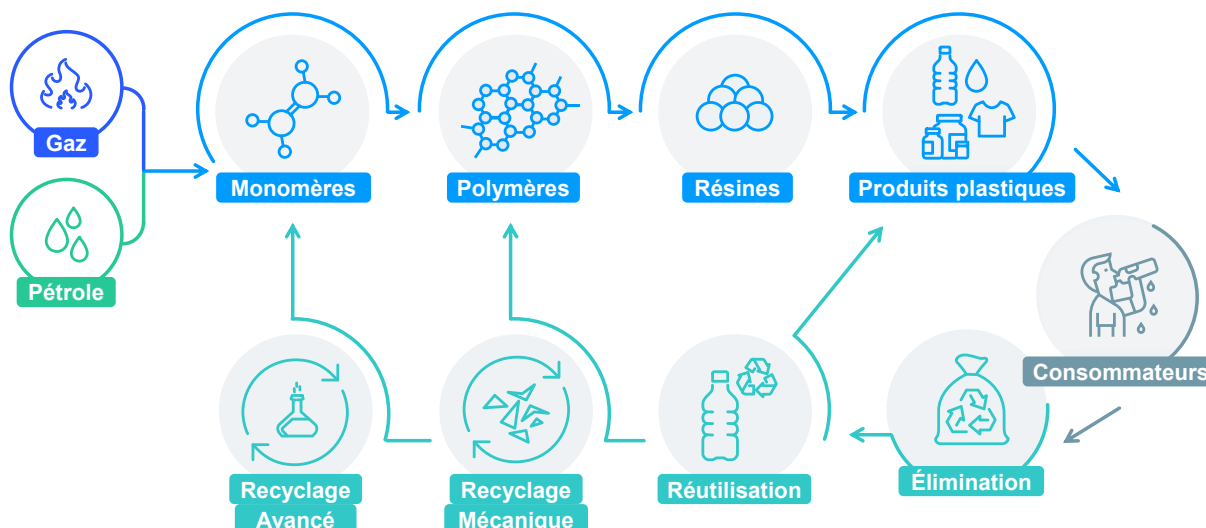 Gaz
Pétrole
Monomères
Polymères
Résines
Produits plastiques
Consommateurs
Élimination
Réutilisation
Recyclage
Mécanique
Recyclage
Avancé